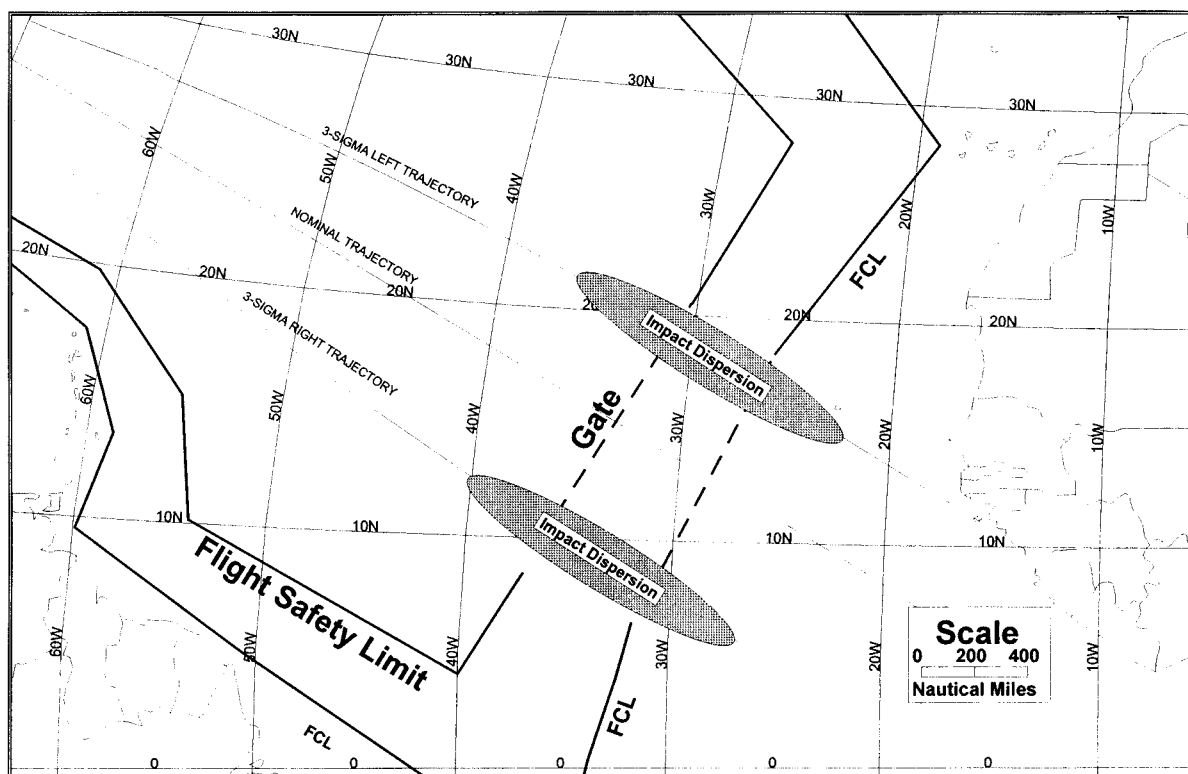 1
30N
30N
30N
30N
30N
3-SIGMA LEFT TRAJECTORY
60W
50W
40W
30W
20W
10W
NOMINAL TRAJECTORY
FCL
20N
20N
20N
20N
20N
3-SIGMA RIGHT TRAJECTORY
Impact Dispersion
60W
50W
40W
Gate
30W
20W
10W
10N
10N
10N
10N
Impact Dispersion
Flight Safety Limit
60W
50W
40W
30W
20W
10W
Scale
0 200 400
Nautical Miles
FCL
FCL
0
0
0
0
0